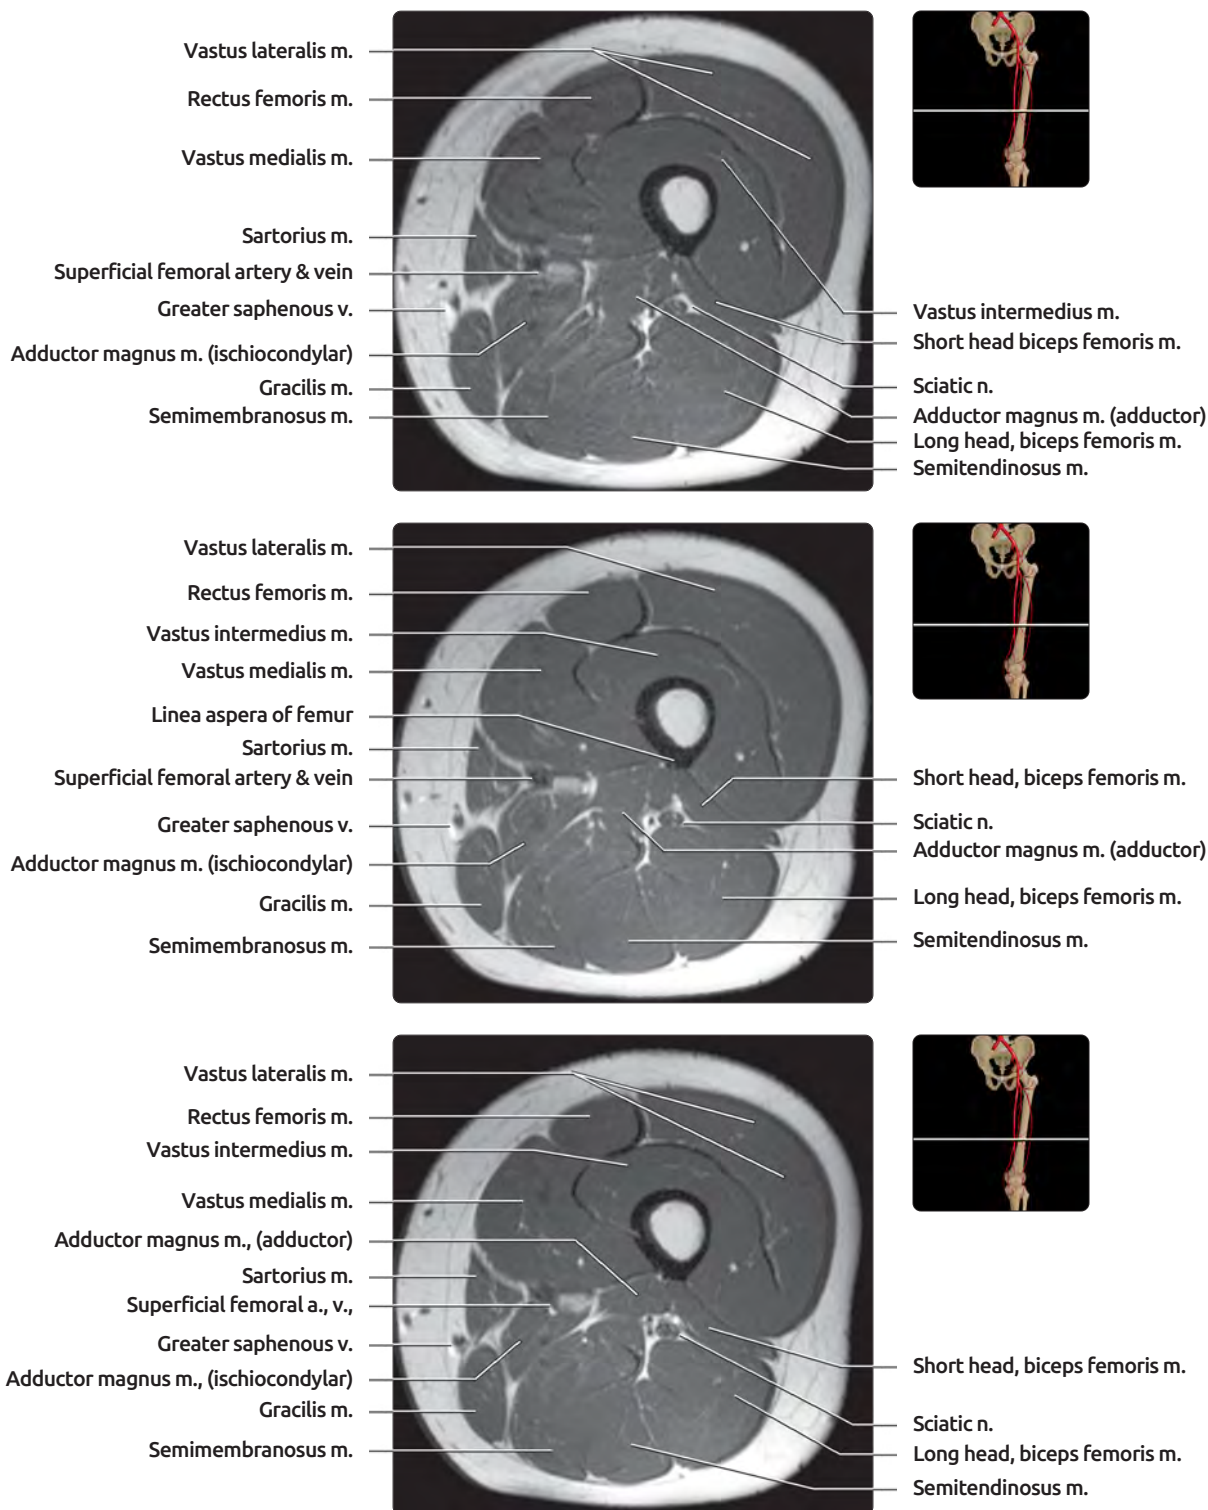 Vastus lateralis m.
Rectus femoris m.
Vastus medialis m.
Sartorius m.
Superficial femoral artery & vein
Greater saphenous v.
Adductor magnus m. (ischiocondylar)
Gracilis m.
Semimembranosus m.
Vastus intermedius m.
Short head biceps femoris m.
Sciatic n.
Adductor magnus m. (adductor)
Long head, biceps femoris m.
Semitendinosus m.
Vastus lateralis m.
Rectus femoris m.
Vastus intermedius m.
Vastus medialis m.
Linea aspera of femur
Sartorius m.
Superficial femoral artery & vein
Greater saphenous v.
Adductor magnus m. (ischiocondylar)
Gracilis m.
Semimembranosus m.
Short head, biceps femoris m.
Sciatic n.
Adductor magnus m. (adductor)
Long head, biceps femoris m.
Semitendinosus m.
Vastus lateralis m.
Rectus femoris m.
Vastus intermedius m.
Vastus medialis m.
Adductor magnus m., (adductor)
Sartorius m.
Superficial femoral a., v.,
Greater saphenous v.
Adductor magnus m., (ischiocondylar)
Gracilis m.
Semimembranosus m.
Short head, biceps femoris m.
Sciatic n.
Long head, biceps femoris m.
Semitendinosus m.